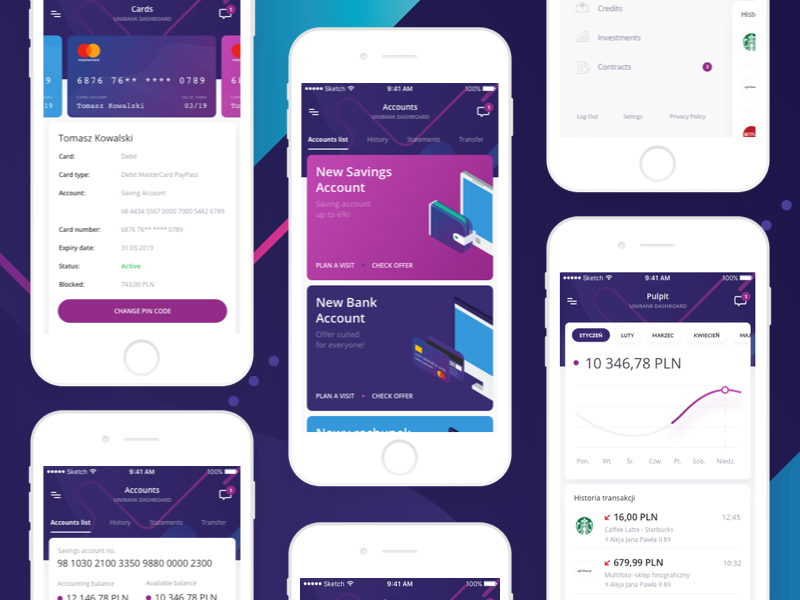 Cards
UNIBANK DASHBOARD
1
mastercard
6876 76** **** 0789
CARD HOLDER
VALID THRU
Tomasz Kowalski
03/19
Tomasz Kowalski
Card: Debit
Card type: Debit MasterCard PayPass
Account: Saving Account
68 4434 5567 0000 7000 5462 6789
Card number: 6876 76** **** 0789
Expiry date: 31.03.2019
Status: Active
Blocked: 743,00 PLN
CHANGE PIN CODE
Sketch 9:41 AM 100%
Accounts
UNIBANK DASHBOARD
1
Accounts list History Statements Transfer
Savings account no.
98 1030 2100 3350 9880 0000 2300
Accounting balance
Available balance
12 146,78 PLN
10 346,78 PLN
Sketch 9:41 AM 100%
Accounts
UNIBANK DASHBOARD
1
Accounts list History Statements Transfer
New Savings
Account
Saving account
up to 6%!
PLAN A VISIT • CHECK OFFER
New Bank
Account
Offer suited
for everyone!
PLAN A VISIT • CHECK OFFER
Nowy rachunek
Sketch 9:41 AM 100%
Credits
Investments
Contracts
3
Log Out Settings Privacy Policy
Sketch 9:41 AM 100%
Pulpit
UNIBANK DASHBOARD
1
STYCZEŃ LUTY MARZEC KWIECIEŃ MAJ
10 346,78 PLN
Pon. Wt. Śr. Czw. Pt. Sob. Niedz.
Historia transakcji
16,00 PLN 12:45
Caffee Latte - Starbucks
Aleja Jana Pawła II 89
679,99 PLN 10:32
Multifoto -sklep fotograficzny
Aleja Jana Pawła II 89